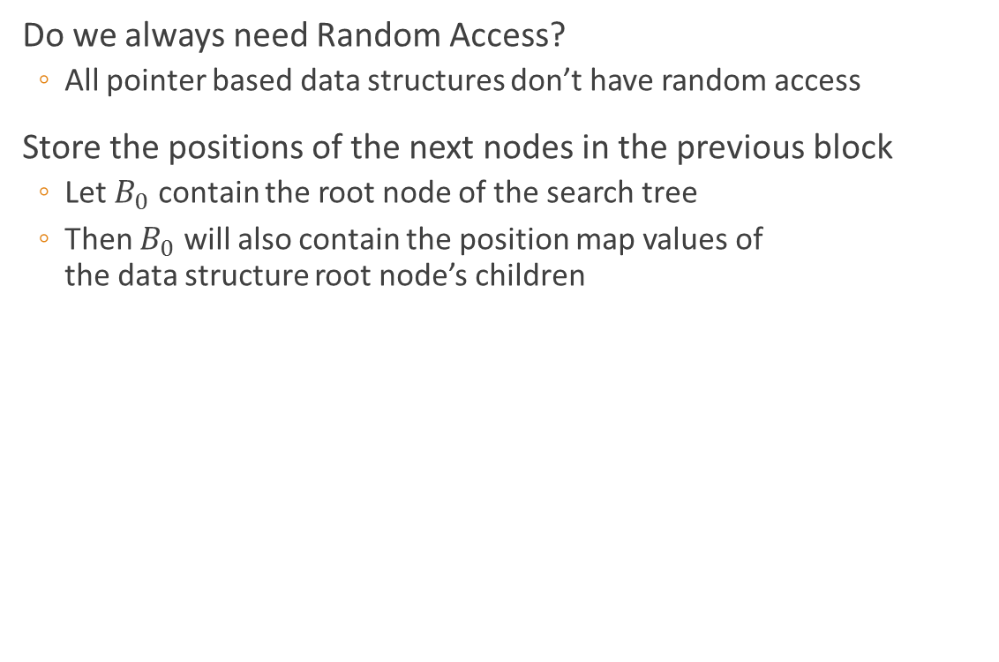 Do we always need Random Access?
◦ All pointer based data structures don’t have random access
Store the positions of the next nodes in the previous block
◦ Let B₀ contain the root node of the search tree
◦ Then B₀ will also contain the position map values of
the data structure root node’s children